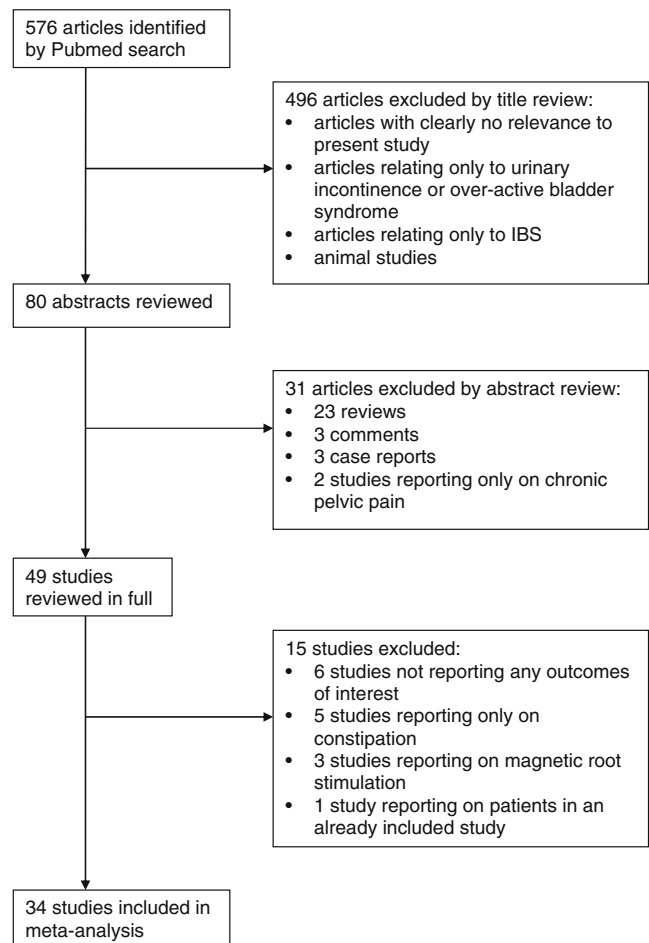 576 articles identified
by Pubmed search
496 articles excluded by title review:
• articles with clearly no relevance to
present study
• articles relating only to urinary
incontinence or over-active bladder
syndrome
• articles relating only to IBS
• animal studies
80 abstracts reviewed
31 articles excluded by abstract review:
• 23 reviews
• 3 comments
• 3 case reports
• 2 studies reporting only on chronic
pelvic pain
49 studies
reviewed in full
15 studies excluded:
• 6 studies not reporting any outcomes
of interest
• 5 studies reporting only on
constipation
• 3 studies reporting on magnetic root
stimulation
• 1 study reporting on patients in an
already included study
34 studies included in
meta-analysis